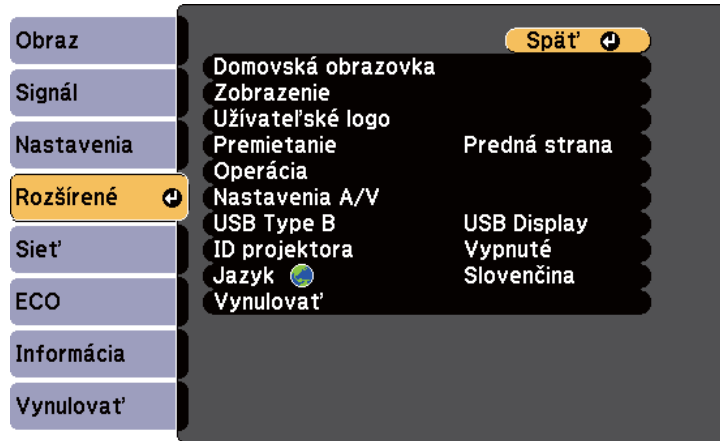 Obraz
Signál
Nastavenia
Rozšírené
Sieť
ECO
Informácia
Vynulovať
Späť
Domovská obrazovka
Zobrazenie
Užívateľské logo
Premietanie Predná strana
Operácia
Nastavenia A/V
USB Type B USB Display
ID projektora Vypnuté
Jazyk Slovenčina
Vynulovať